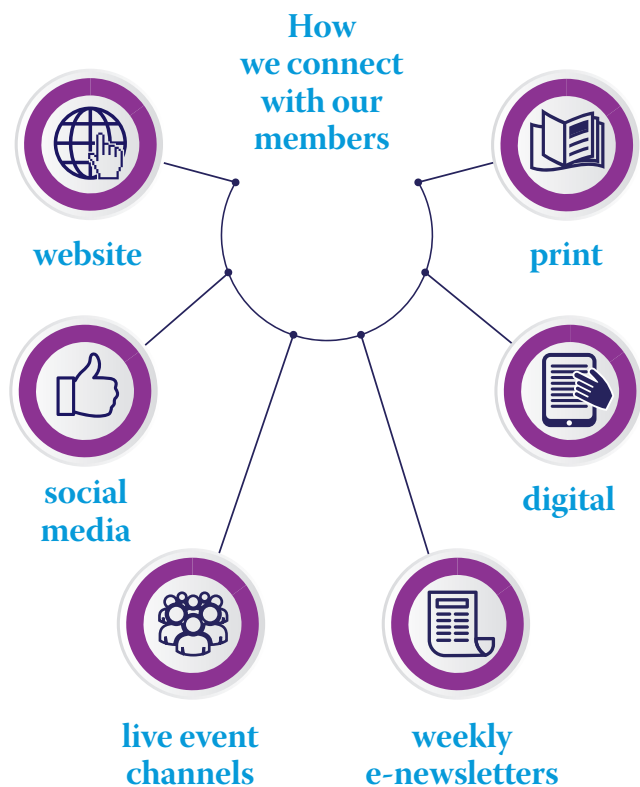 How
we connect
with our
members
website
print
social
media
digital
live event
channels
weekly
e-newsletters